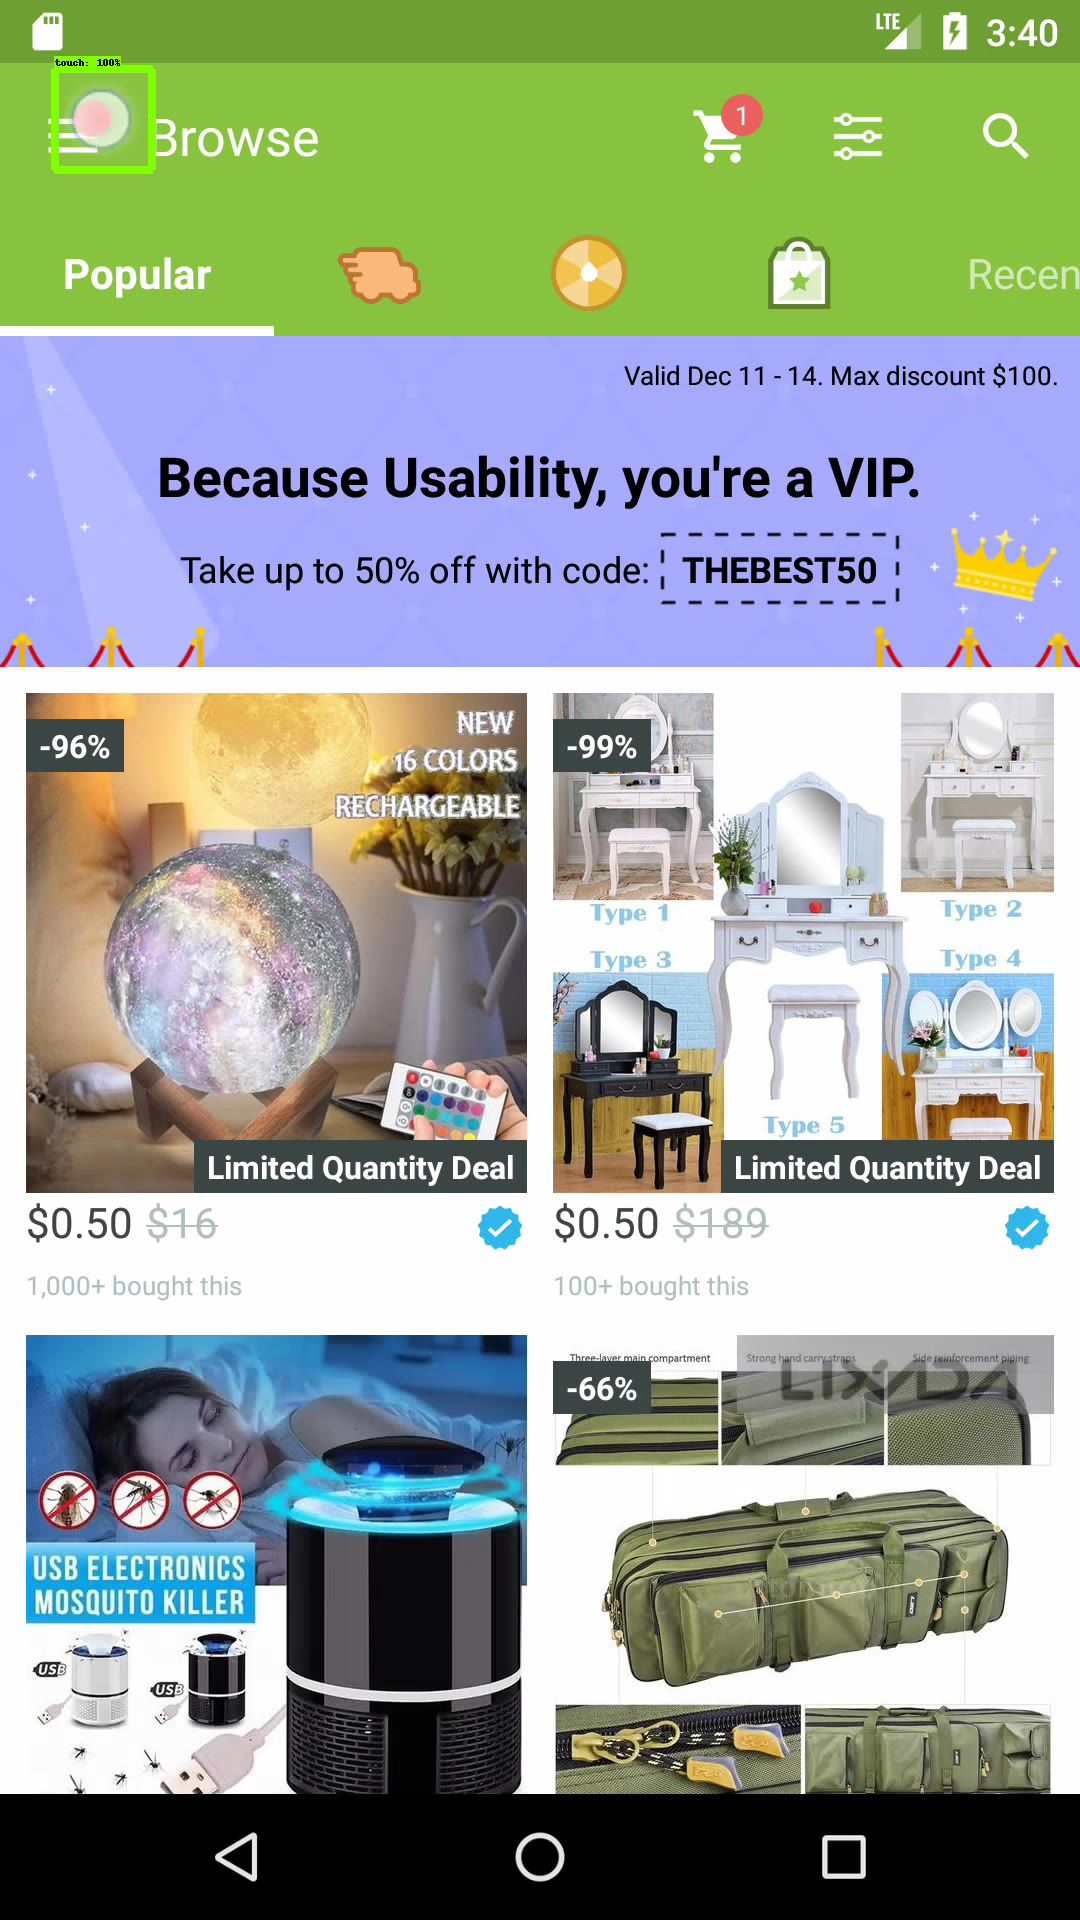 LTE 3:40
touch: 100%
Browse
1
Popular
Recen
Valid Dec 11 - 14. Max discount $100.
Because Usability, you're a VIP.
Take up to 50% off with code: THEBEST50
-96%
NEW
16 COLORS
RECHARGEABLE
Limited Quantity Deal
$0.50 $16
1,000+ bought this
-99%
Type 1
Type 2
Type 3
Type 4
Type 5
Limited Quantity Deal
$0.50 $189
100+ bought this
USB ELECTRONICS
MOSQUITO KILLER
USB
USB
Three-layer main compartment
Strong hand carry straps
Side reinforcement piping
-66%
LIXADA